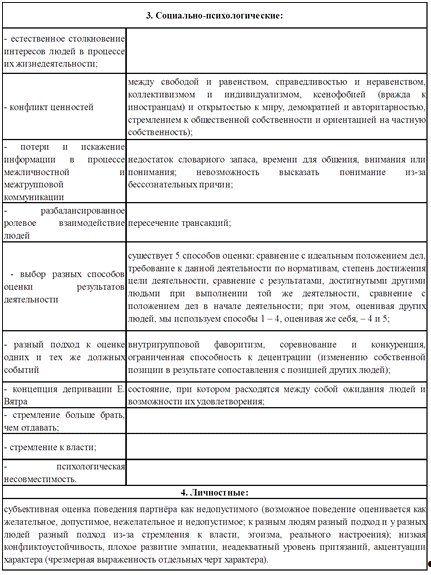 3. Социально-психологические:
- естественное столкновение
интересов людей в процессе
их жизнедеятельности;
- конфликт ценностей
между свободой и равенством, справедливостью и неравенством,
коллективизмом и индивидуализмом, ксенофобией (вражда к
иностранцам) и открытостью к миру, демократией и авторитарностью,
стремлением к общественной собственности и ориентацией на частную
собственность);
- потери и искажение
информации в процессе
межличностной и
межгрупповой
коммуникации
недостаток словарного запаса, времени для общения, внимания или
понимания; невозможность высказать понимание из-за
бессознательных причин;
- разбалансированное
ролевое взаимодействие
людей
пересечение трансакций;
- выбор разных способов
оценки результатов
деятельности
существует 5 способов оценки: сравнение с идеальным положением дел,
требование к данной деятельности по нормативам, степень достижения
цели деятельности, сравнение с результатами, достигнутыми другими
людьми при выполнении той же деятельности, сравнение с
положением дел в начале деятельности; при этом, оценивая других
людей, мы используем способы 1 – 4, оценивая же себя, – 4 и 5;
- разный подход к оценке
одних и тех же должных
событий
внутригрупповой фаворитизм, соревнование и конкуренция,
ограниченная способность к децентрации (изменению собственной
позиции в результате сопоставления с позицией других людей);
- концепция депривации Е.
Вятра
состояние, при котором расходятся между собой ожидания людей и
возможности их удовлетворения;
- стремление больше брать,
чем отдавать;
- стремление к власти;
- психологическая
несовместимость.
4. Личностные:
субъективная оценка поведения партнёра как недопустимого (возможное поведение оценивается как
желательное, допустимое, нежелательное и недопустимое; к разным людям разный подход и у разных
людей разный подход из-за стремления к власти, эгоизма, реального настроения); низкая
конфликтоустойчивость, плохое развитие эмпатии, неадекватный уровень притязаний, акцентуации
характера (чрезмерная выраженность отдельных черт характера).